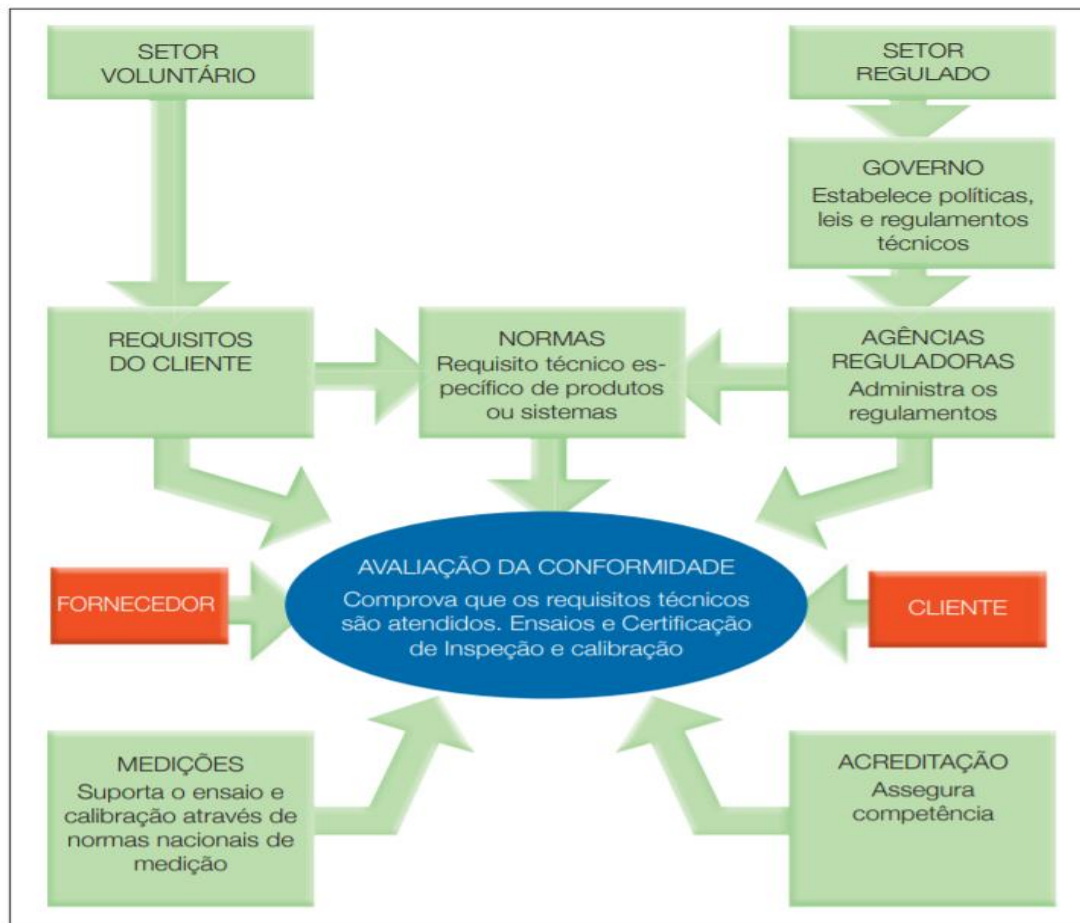 SETOR
VOLUNTÁRIO
SETOR
REGULADO
GOVERNO
Estabelece políticas,
leis e regulamentos
técnicos
REQUISITOS
DO CLIENTE
NORMAS
Requisito técnico es-
pecífico de produtos
ou sistemas
AGÊNCIAS
REGULADORAS
Administra os
regulamentos
AVALIAÇÃO DA CONFORMIDADE
Comprova que os requisitos técnicos
são atendidos. Ensaios e Certificação
de Inspeção e calibração
FORNECEDOR
CLIENTE
MEDIÇÕES
Suporta o ensaio e
calibração através de
normas nacionais de
medição
ACREDITAÇÃO
Assegura
competência